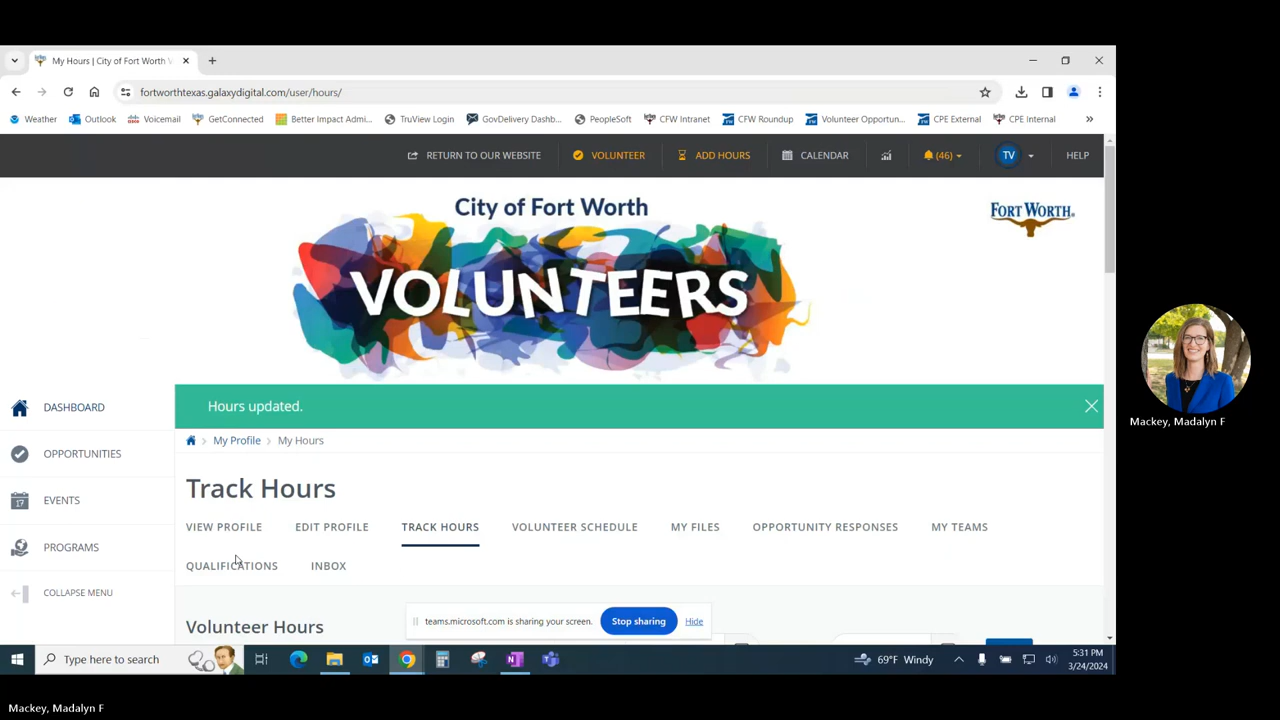 My Hours | City of Fort Worth V
fortworthtexas.galaxydigital.com/user/hours/
Weather Outlook Voicemail GetConnected Better Impact Admi... TruView Login GovDelivery Dashb... PeopleSoft CFW Intranet CFW Roundup Volunteer Opportun... CPE External CPE Internal »
RETURN TO OUR WEBSITE VOLUNTEER ADD HOURS CALENDAR (46) TV HELP
City of Fort Worth
VOLUNTEERS
FORT WORTH®
DASHBOARD
OPPORTUNITIES
EVENTS
17
PROGRAMS
COLLAPSE MENU
Hours updated.
My Profile > My Hours
Track Hours
VIEW PROFILE EDIT PROFILE TRACK HOURS VOLUNTEER SCHEDULE MY FILES OPPORTUNITY RESPONSES MY TEAMS
QUALIFICATIONS INBOX
Volunteer Hours
teams.microsoft.com is sharing your screen. Stop sharing Hide
Type here to search
69°F Windy
5:31 PM
3/24/2024
Mackey, Madalyn F
Mackey, Madalyn F